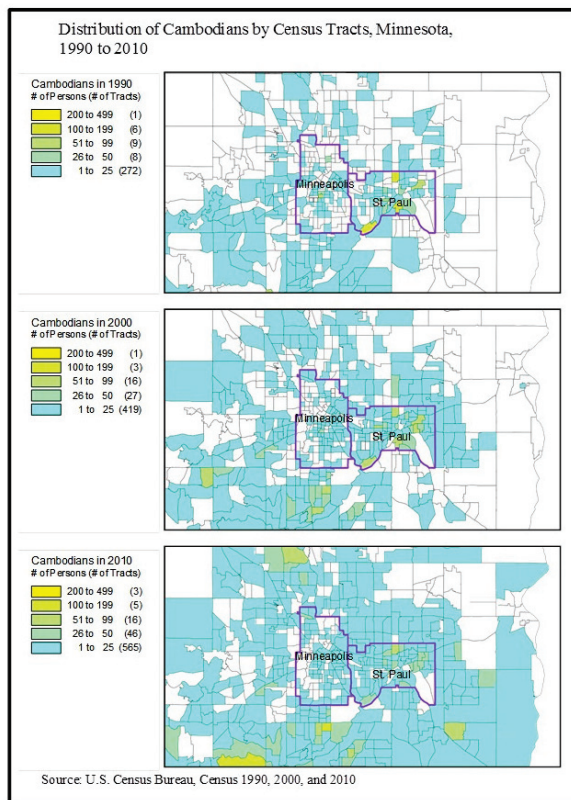 Distribution of Cambodians by Census Tracts, Minnesota,
1990 to 2010
Cambodians in 1990
# of Persons (# of Tracts)
200 to 499 (1)
100 to 199 (6)
51 to 99 (9)
26 to 50 (8)
1 to 25 (272)
Minneapolis
St. Paul
Cambodians in 2000
# of Persons (# of Tracts)
200 to 499 (1)
100 to 199 (3)
51 to 99 (16)
26 to 50 (27)
1 to 25 (419)
Minneapolis
St. Paul
Cambodians in 2010
# of Persons (# of Tracts)
200 to 499 (3)
100 to 199 (5)
51 to 99 (16)
26 to 50 (46)
1 to 25 (565)
Minneapolis
St. Paul
Source: U.S. Census Bureau, Census 1990, 2000, and 2010